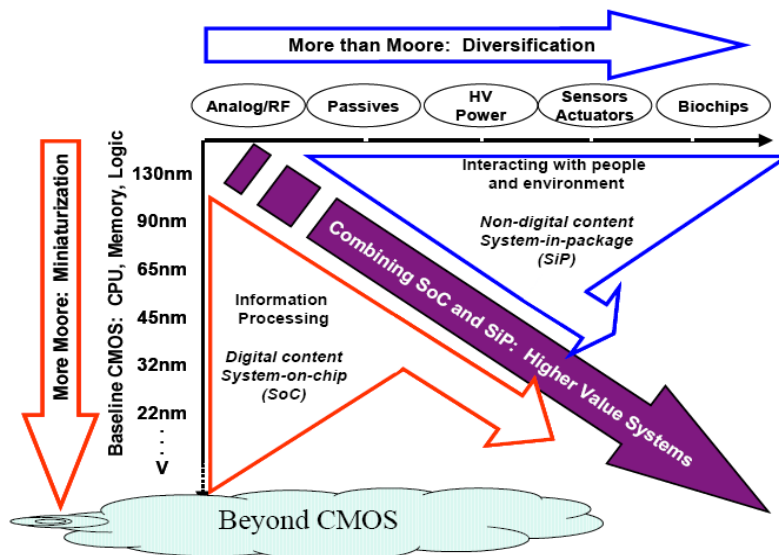 More than Moore: Diversification
Analog/RF
Passives
HV
Power
Sensors
Actuators
Biochips
More Moore: Miniaturization
Baseline CMOS: CPU, Memory, Logic
130nm
90nm
65nm
45nm
32nm
22nm
.
.
.
.
V
Interacting with people
and environment
Non-digital content
System-in-package
(SiP)
Combining SoC and SiP: Higher Value Systems
Information
Processing
Digital content
System-on-chip
(SoC)
Beyond CMOS